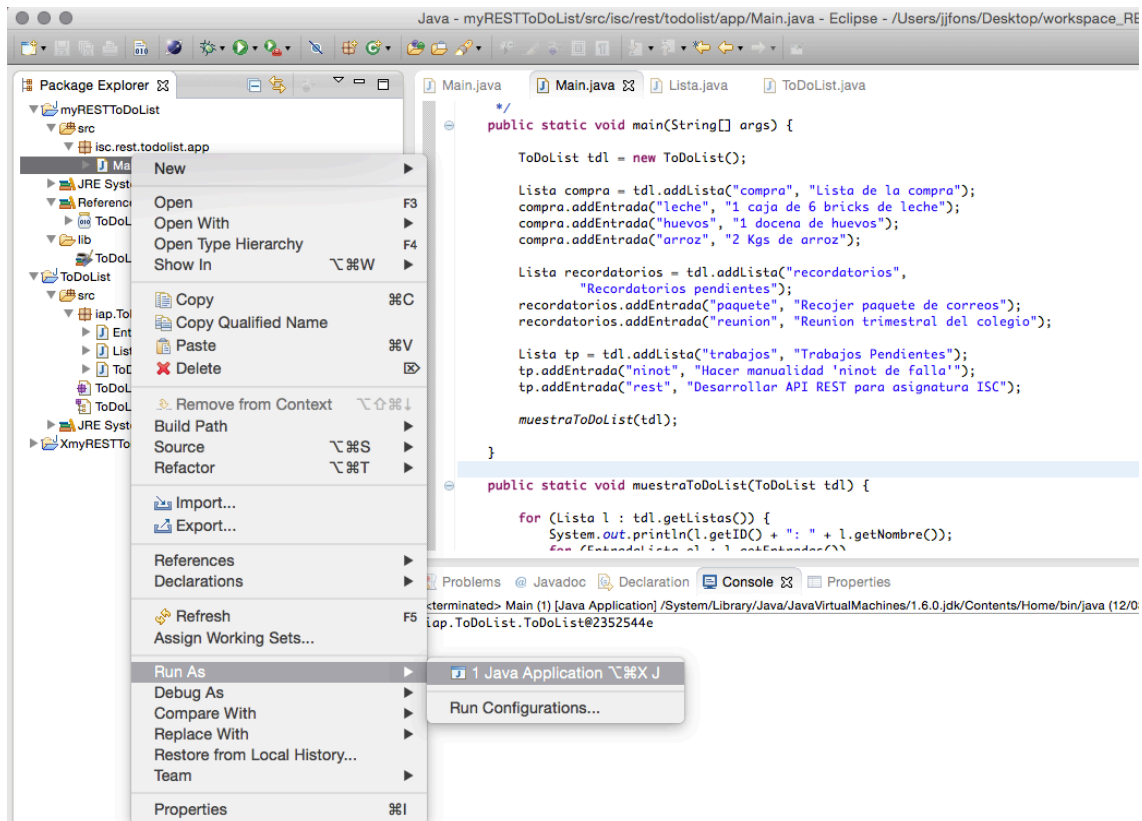 Java - myRESTToDoList/src/isc/rest/todolist/app/Main.java - Eclipse - /Users/jjfons/Desktop/workspace_RE
Package Explorer
myRESTToDoList
src
isc.rest.todolist.app
Ma
JRE Syst
Reference
ToDoL
lib
ToDoL
ToDoList
src
iap.ToI
Ent
List
ToD
ToDoL
ToDoL
JRE Syst
XmyRESTTo
New
Open F3
Open With
Open Type Hierarchy F4
Show In ⌥⌘W
Copy ⌘C
Copy Qualified Name
Paste ⌘V
Delete ⌦
Remove from Context ⌥⇧⌘↓
Build Path
Source ⌥⌘S
Refactor ⌥⌘T
Import...
Export...
References
Declarations
Refresh F5
Assign Working Sets...
Run As
Debug As
Compare With
Replace With
Restore from Local History...
Team
Properties ⌘I
1 Java Application ⌥⌘X J
Run Configurations...
Main.java Main.java Lista.java ToDoList.java
*/
public static void main(String[] args) {
ToDoList tdl = new ToDoList();
Lista compra = tdl.addLista("compra", "Lista de la compra");
compra.addEntrada("leche", "1 caja de 6 bricks de leche");
compra.addEntrada("huevos", "1 docena de huevos");
compra.addEntrada("arroz", "2 Kgs de arroz");
Lista recordatorios = tdl.addLista("recordatorios",
"Recordatorios pendientes");
recordatorios.addEntrada("paquete", "Recojer paquete de correos");
recordatorios.addEntrada("reunion", "Reunion trimestral del colegio");
Lista tp = tdl.addLista("trabajos", "Trabajos Pendientes");
tp.addEntrada("ninot", "Hacer manualidad 'ninot de falla'");
tp.addEntrada("rest", "Desarrollar API REST para asignatura ISC");
muestraToDoList(tdl);
}
public static void muestraToDoList(ToDoList tdl) {
for (Lista l : tdl.getListas()) {
System.out.println(l.getID() + ": " + l.getNombre());
for (EntradaLista el : l.getEntradas())
Problems @ Javadoc Declaration Console Properties
<terminated> Main (1) [Java Application] /System/Library/Java/JavaVirtualMachines/1.6.0.jdk/Contents/Home/bin/java (12/0
iap.ToDoList.ToDoList@2352544e